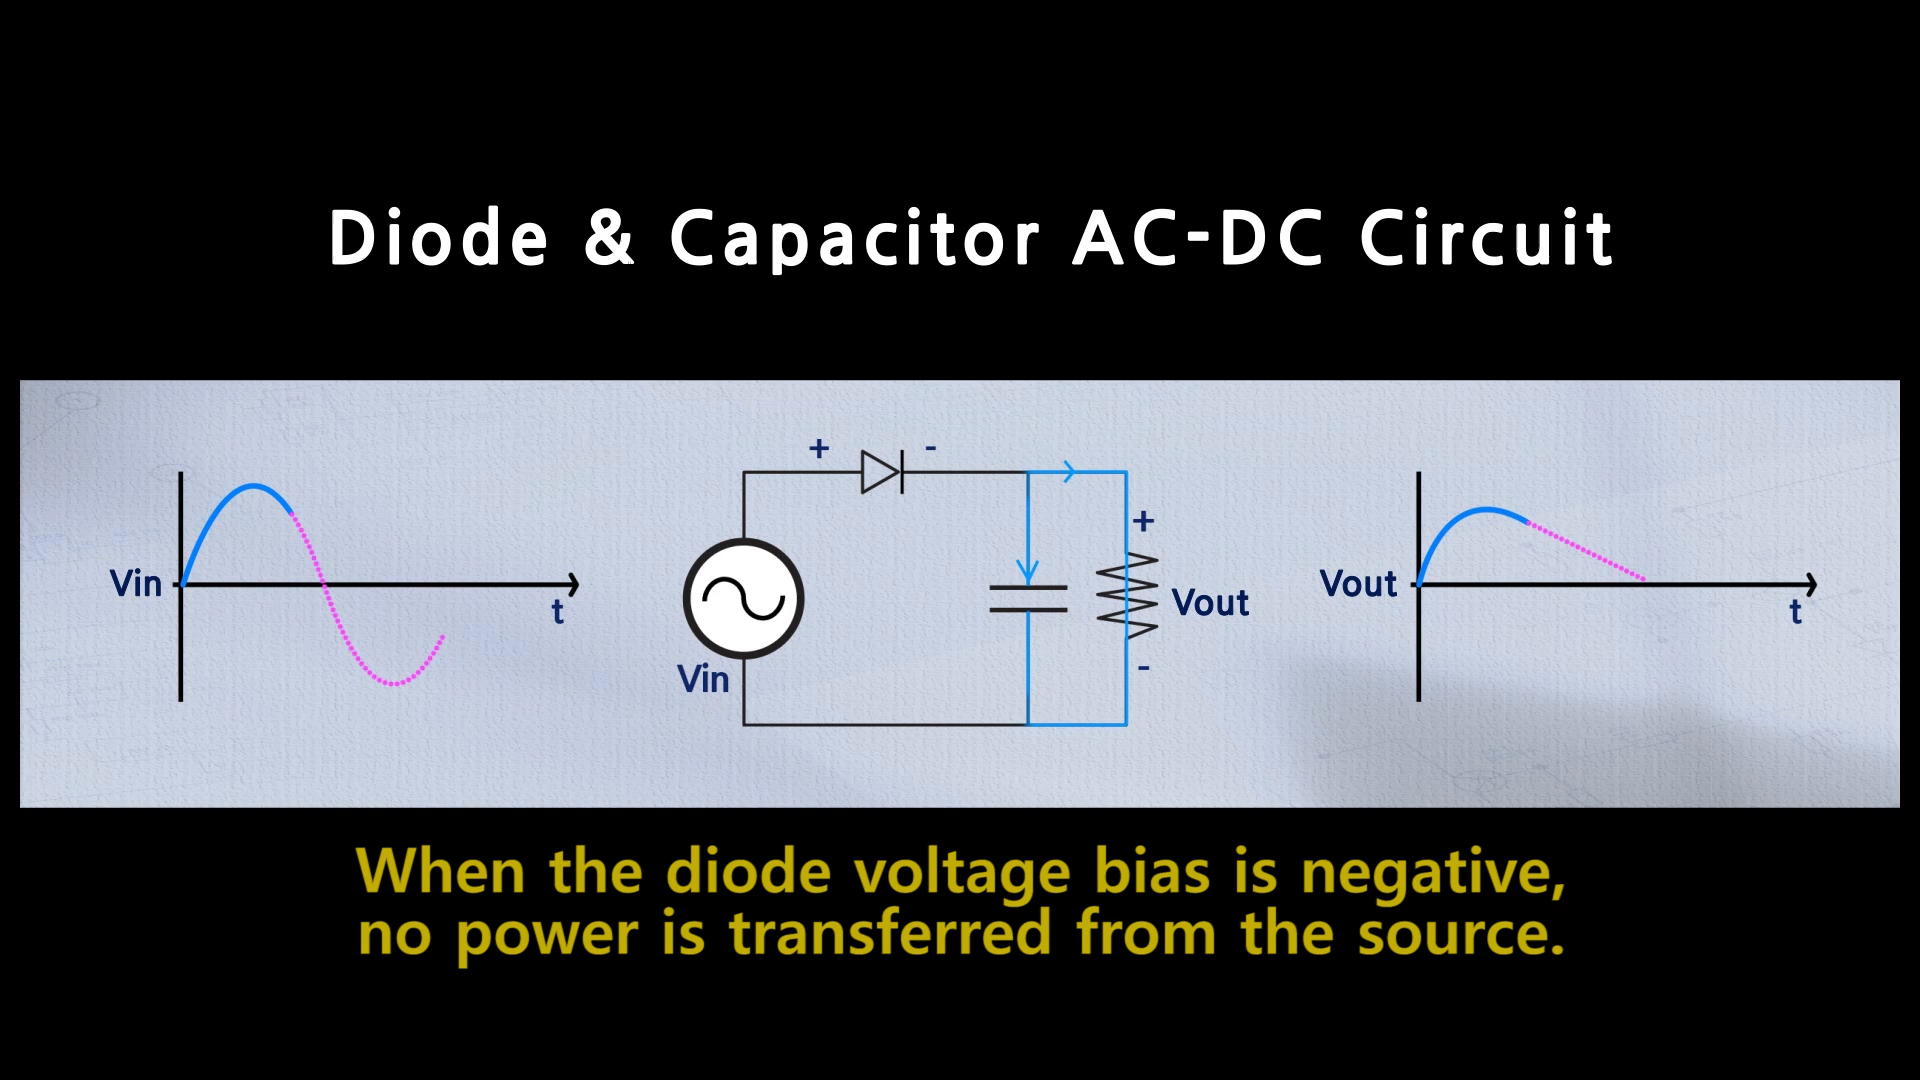 Diode & Capacitor AC-DC Circuit
+ -
+
Vin t
Vout
Vout t
Vin
-
When the diode voltage bias is negative,
no power is transferred from the source.